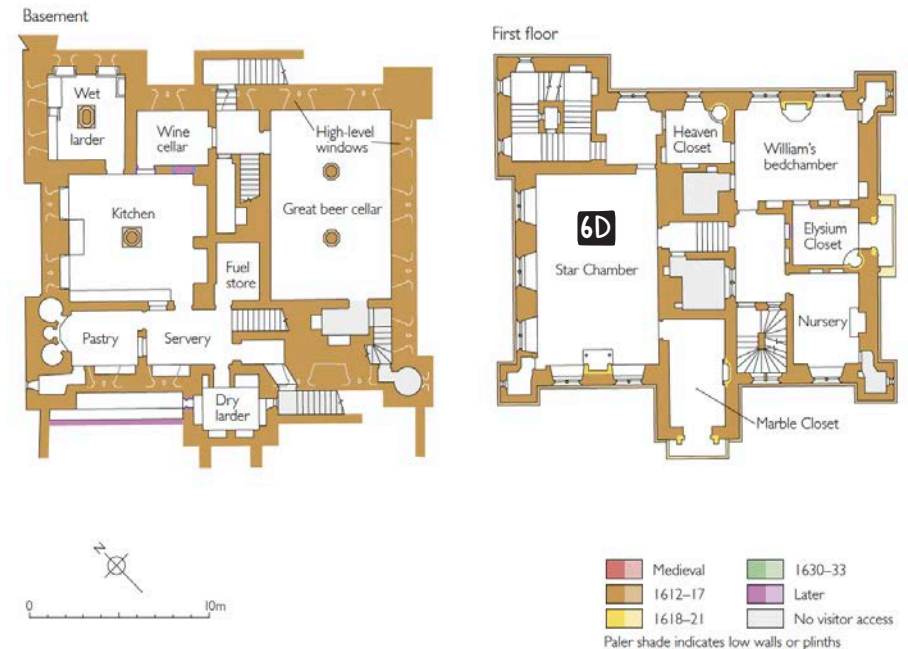 Basement
Wet
larder
Wine
cellar
High-level
windows
Kitchen
Great beer cellar
Fuel
store
Pastry
Servery
Dry
larder
First floor
Heaven
Closet
William's
bedchamber
6D
Star Chamber
Elysium
Closet
Nursery
Marble Closet
N
0
10m
Medieval
1612–17
1618–21
1630–33
Later
No visitor access
Paler shade indicates low walls or plinths